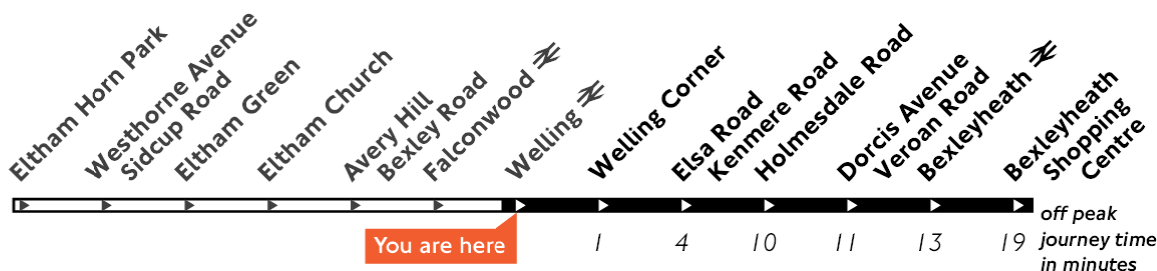 Eltham Horn Park
Westhorne Avenue
Sidcup Road
Eltham Green
Eltham Church
Avery Hill
Bexley Road
Falconwood
Welling
Welling Corner
Elsa Road
Kenmere Road
Holmesdale Road
Dorcis Avenue
Veroan Road
Bexleyheath
Bexleyheath
Shopping
Centre
You are here
1 4 10 11 13 19
off peak
journey time
in minutes